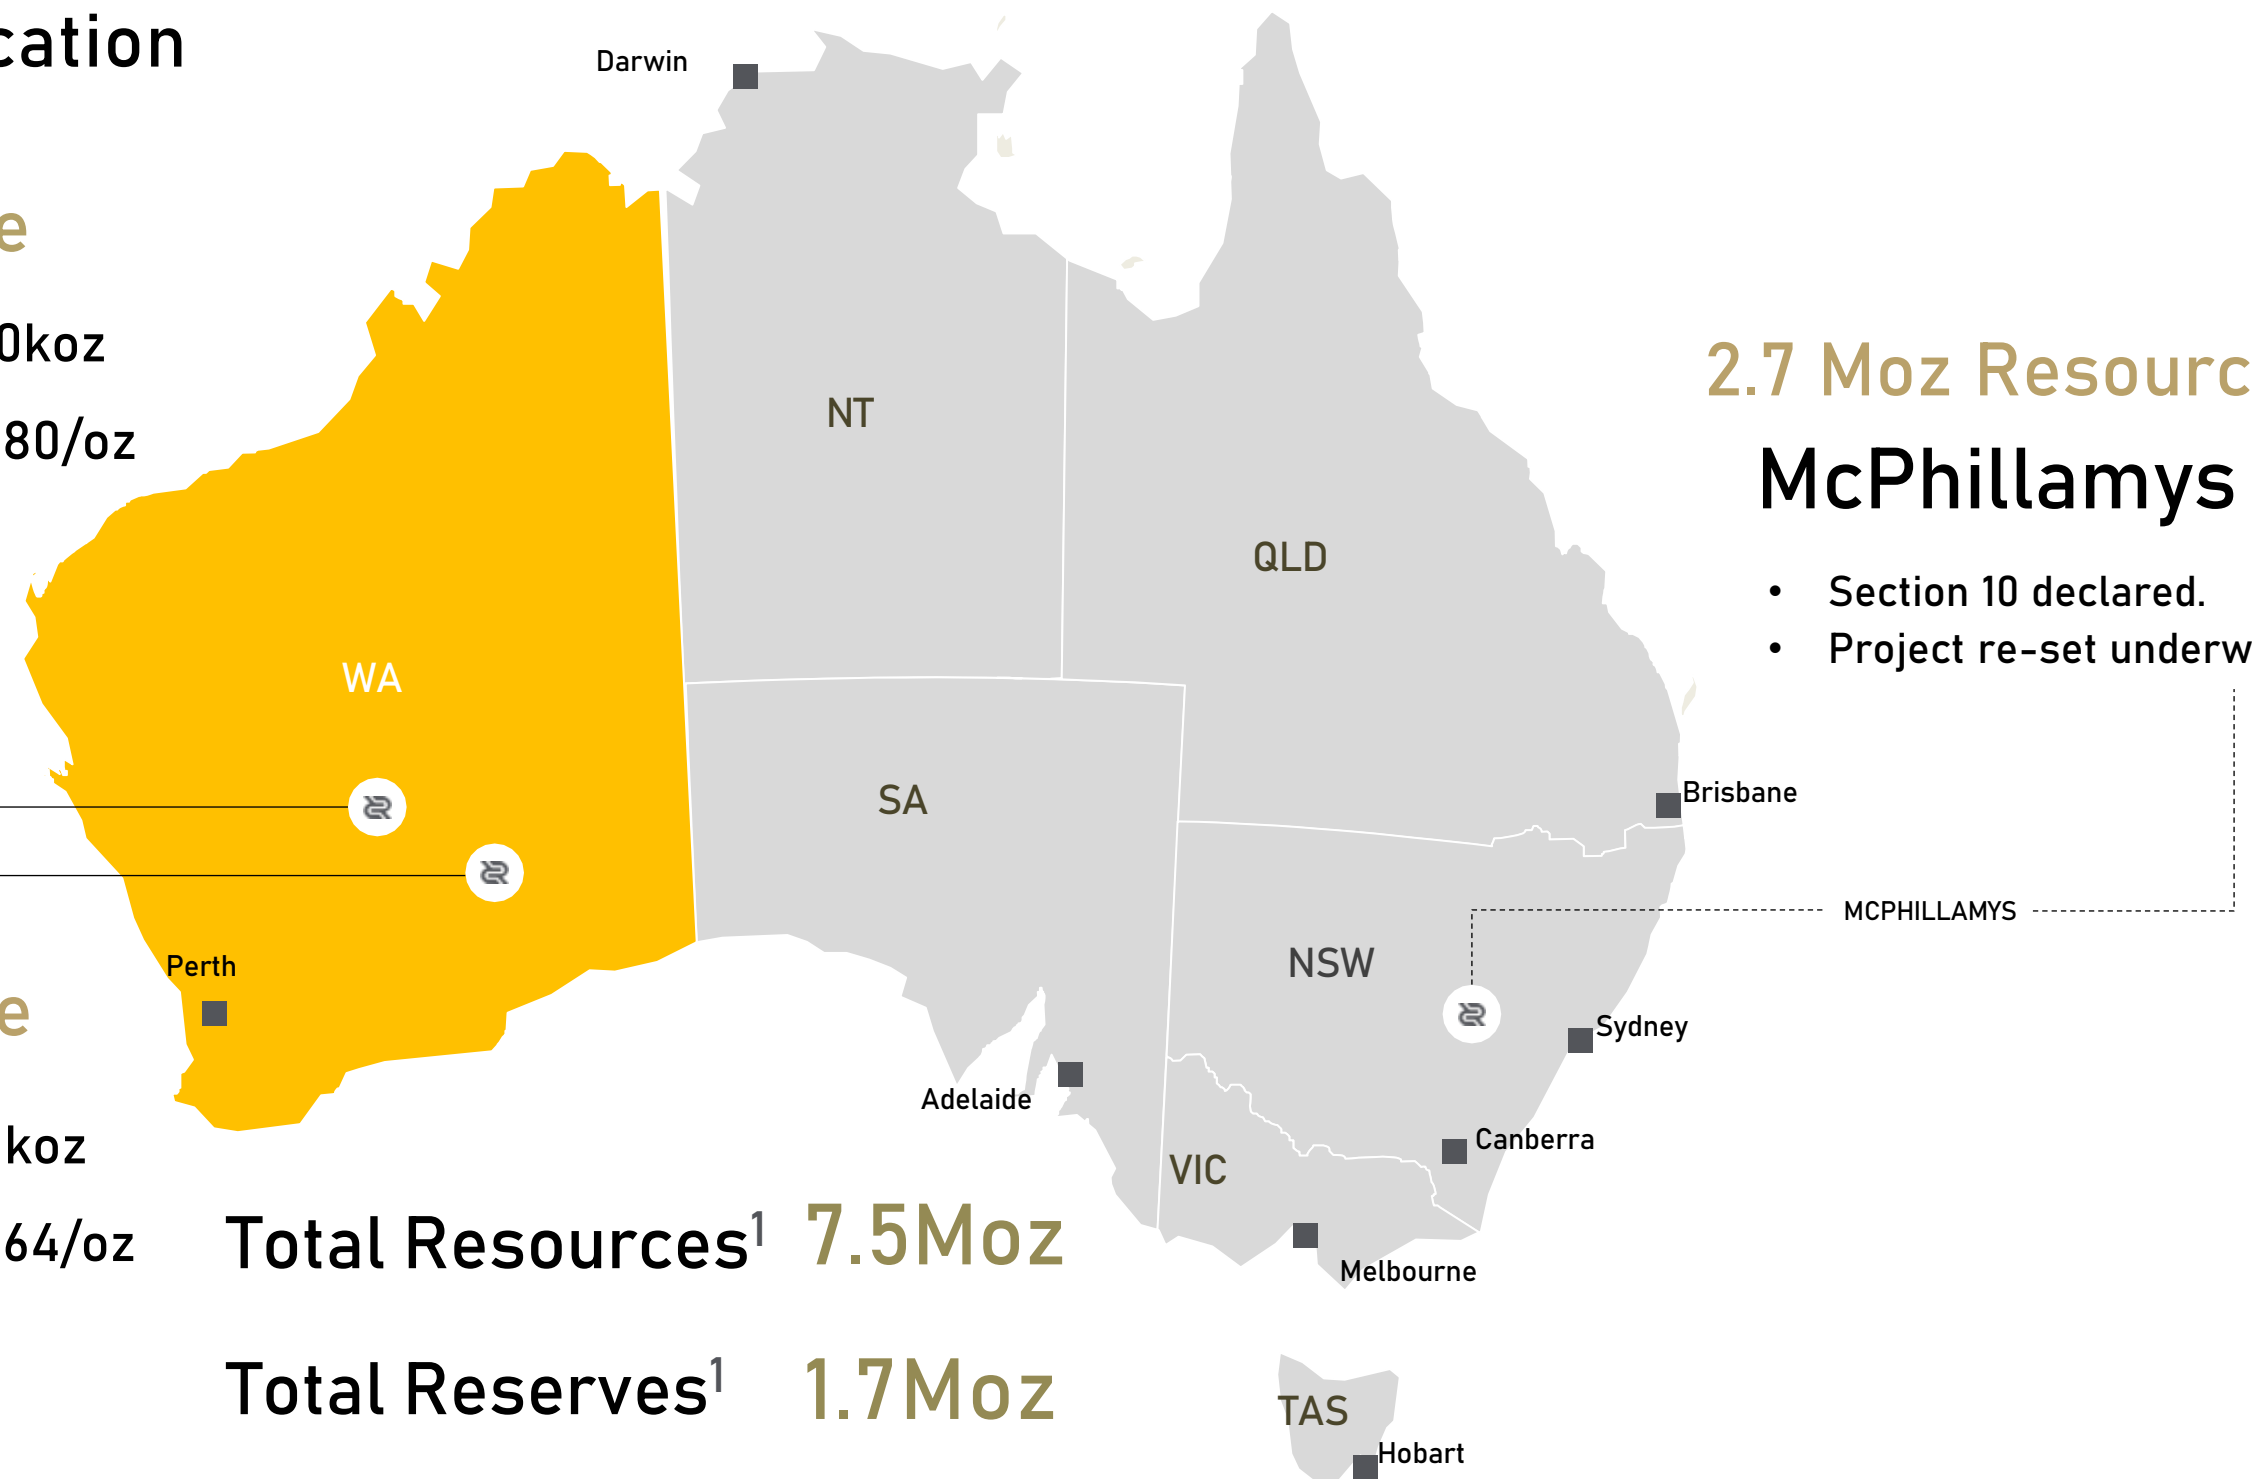 cation
Darwin
e
0koz
80/oz
NT
2.7 Moz Resourc
McPhillamys
QLD
• Section 10 declared.
• Project re-set underw
WA
SA
Brisbane
MCPHILLAMYS
NSW
Perth
e
Sydney
Adelaide
Canberra
koz
VIC
64/oz
Total Resources¹ 7.5Moz
Melbourne
Total Reserves¹ 1.7Moz
TAS
Hobart